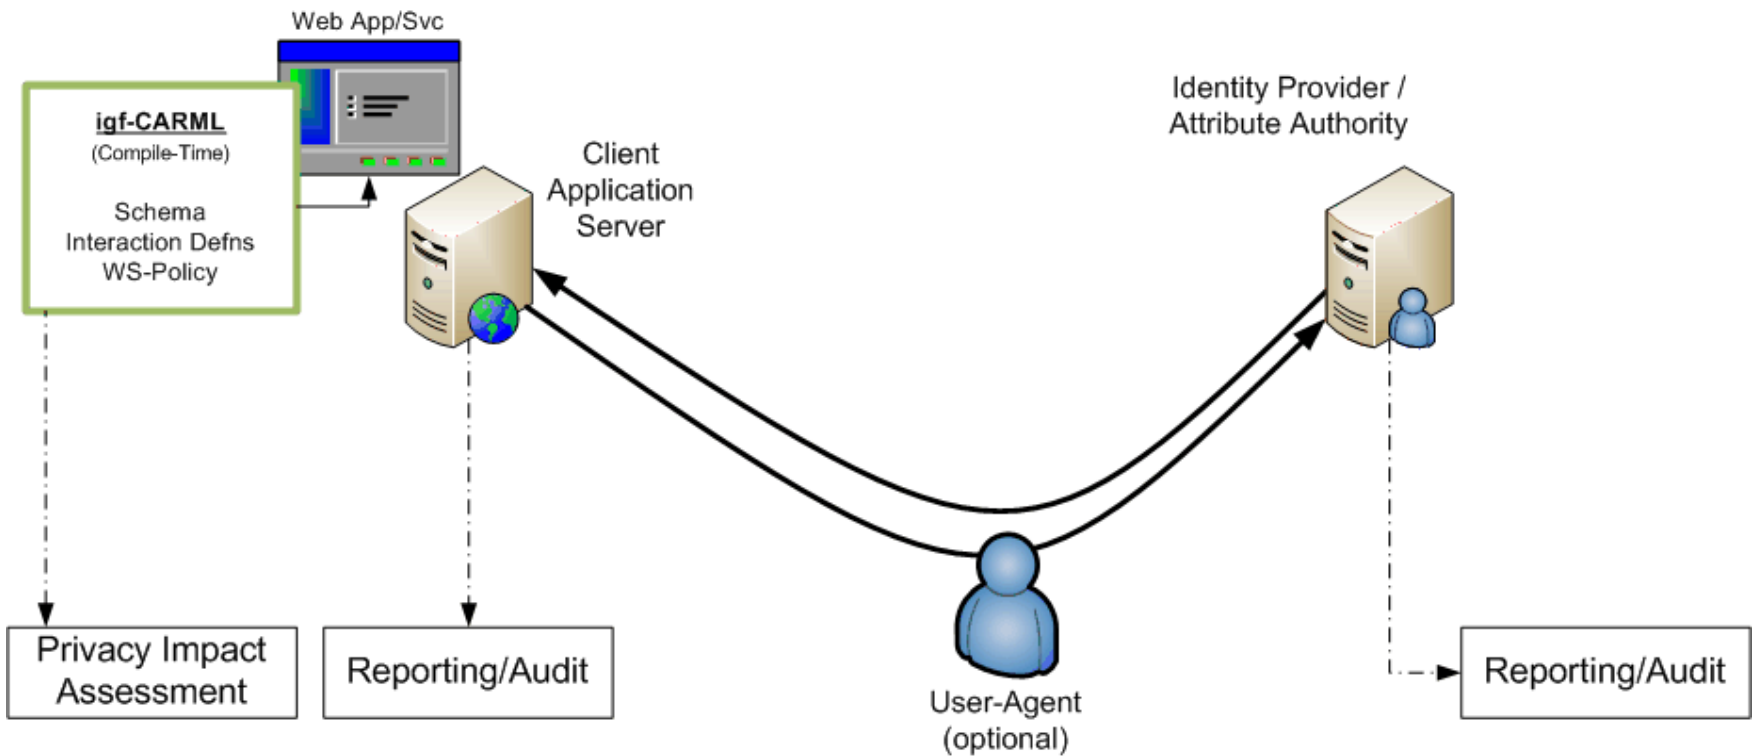 Web App/Svc
igf-CARML
(Compile-Time)
Schema
Interaction Defns
WS-Policy
Client
Application
Server
Identity Provider /
Attribute Authority
Privacy Impact
Assessment
Reporting/Audit
User-Agent
(optional)
Reporting/Audit